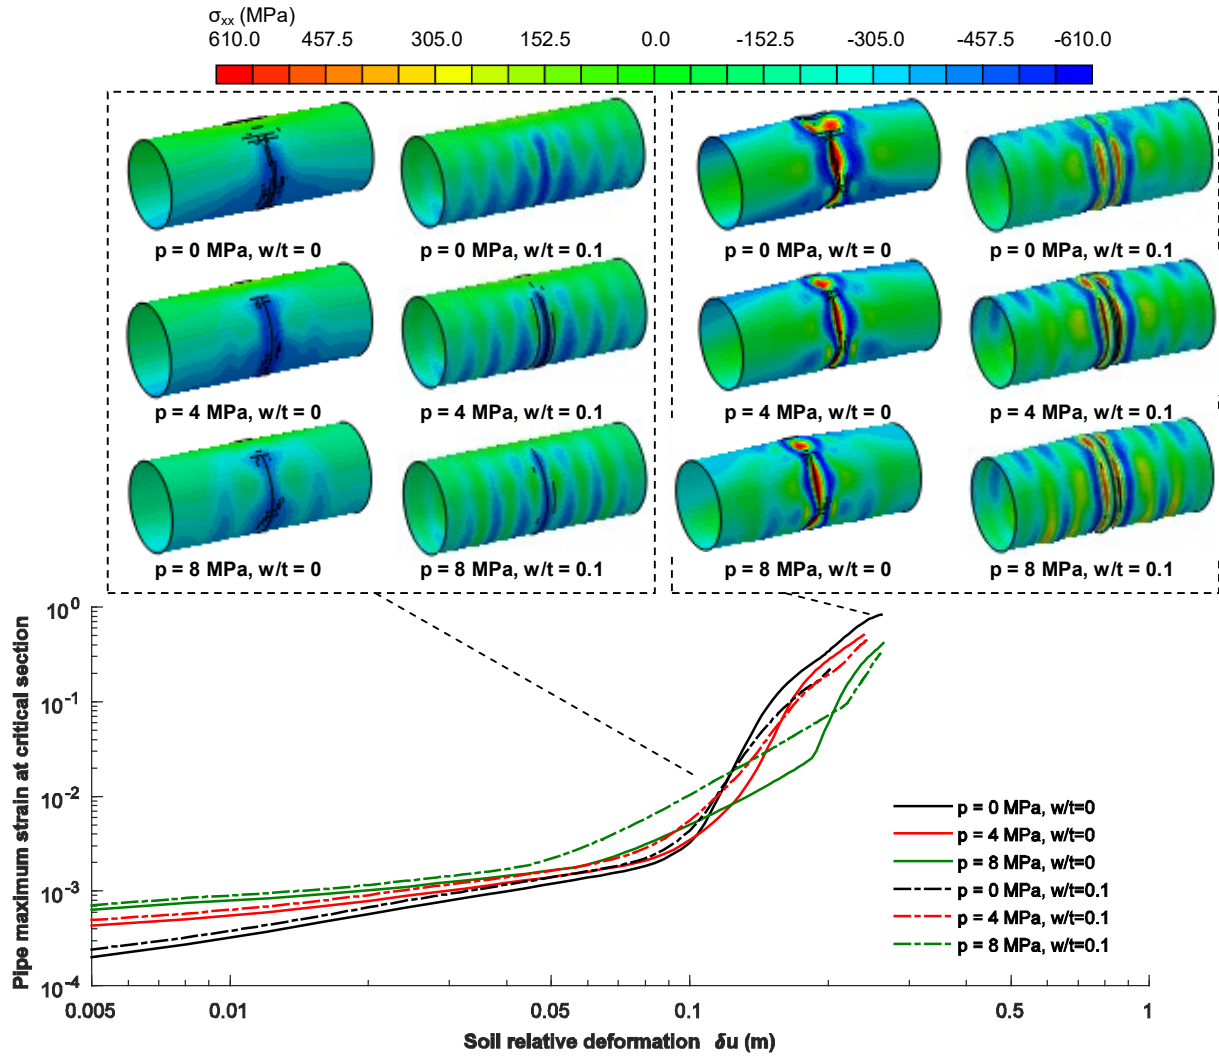 σxx (MPa)
610.0 457.5 305.0 152.5 0.0 -152.5 -305.0 -457.5 -610.0
p = 0 MPa, w/t = 0 p = 0 MPa, w/t = 0.1 p = 0 MPa, w/t = 0 p = 0 MPa, w/t = 0.1
p = 4 MPa, w/t = 0 p = 4 MPa, w/t = 0.1 p = 4 MPa, w/t = 0 p = 4 MPa, w/t = 0.1
p = 8 MPa, w/t = 0 p = 8 MPa, w/t = 0.1 p = 8 MPa, w/t = 0 p = 8 MPa, w/t = 0.1
Pipe maximum strain at critical section
10^0
10^-1
10^-2
10^-3
10^-4
p = 0 MPa, w/t=0
p = 4 MPa, w/t=0
p = 8 MPa, w/t=0
p = 0 MPa, w/t=0.1
p = 4 MPa, w/t=0.1
p = 8 MPa, w/t=0.1
0.005 0.01 0.05 0.1 0.5 1
Soil relative deformation δu (m)